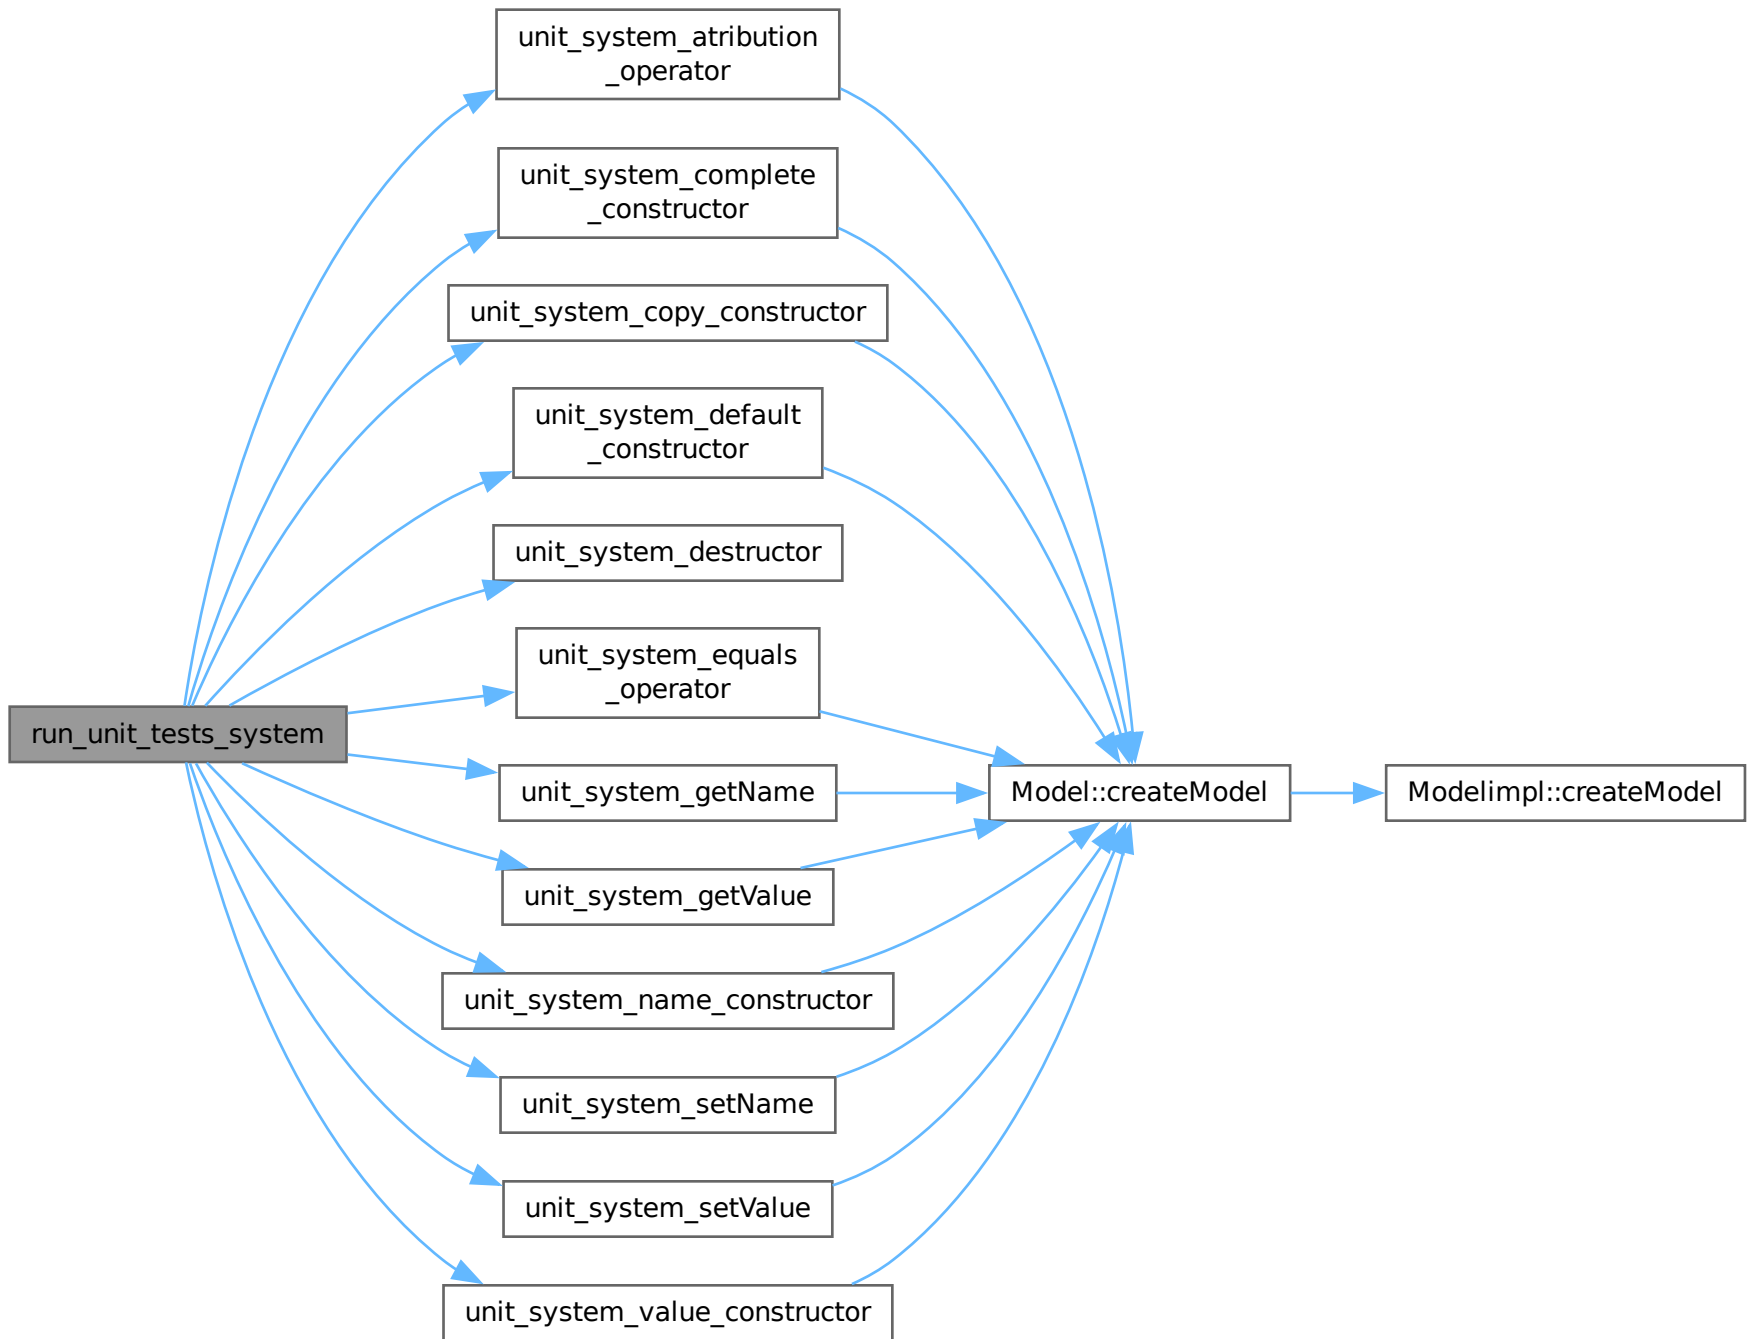 unit_system_atribution
_operator
unit_system_complete
_constructor
unit_system_copy_constructor
unit_system_default
_constructor
unit_system_destructor
unit_system_equals
_operator
run_unit_tests_system
unit_system_getName
Model::createModel
Modelimpl::createModel
unit_system_getValue
unit_system_name_constructor
unit_system_setName
unit_system_setValue
unit_system_value_constructor